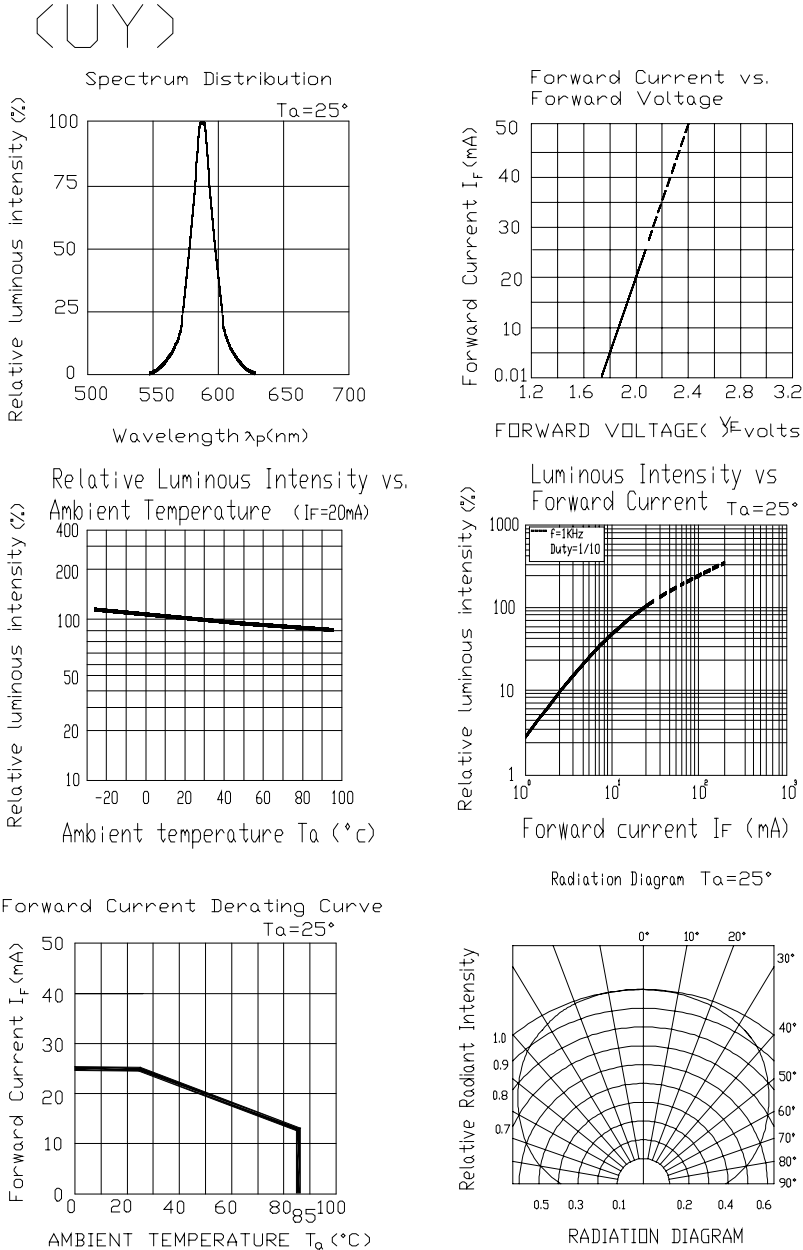 〈UY〉
Spectrum Distribution
Ta=25°
Relative luminous intensity (%)
100
75
50
25
0
500 550 600 650 700
Wavelength λp(nm)
Forward Current vs.
Forward Voltage
Forward Current IF (mA)
50
40
30
20
10
0.01
1.2 1.6 2.0 2.4 2.8 3.2
FORWARD VOLTAGE( )VF volts
Relative Luminous Intensity vs.
Ambient Temperature (IF=20mA)
Relative luminous intensity (%)
400
200
100
50
20
10
-20 0 20 40 60 80 100
Ambient temperature Ta (°c)
Luminous Intensity vs
Forward Current Ta=25°
f=1KHz
Duty=1/10
Relative luminous intensity (%)
1000
100
10
1
10⁰ 10¹ 10² 10³
Forward current IF (mA)
Forward Current Derating Curve
Ta=25°
Forward Current IF (mA)
50
40
30
20
10
0
0 20 40 60 80 85 100
AMBIENT TEMPERATURE Ta (°C)
Radiation Diagram Ta=25°
Relative Radiant Intensity
0° 10° 20°
30°
40°
50°
60°
70°
80°
90°
1.0
0.9
0.8
0.7
0.5 0.3 0.1 0.2 0.4 0.6
RADIATION DIAGRAM